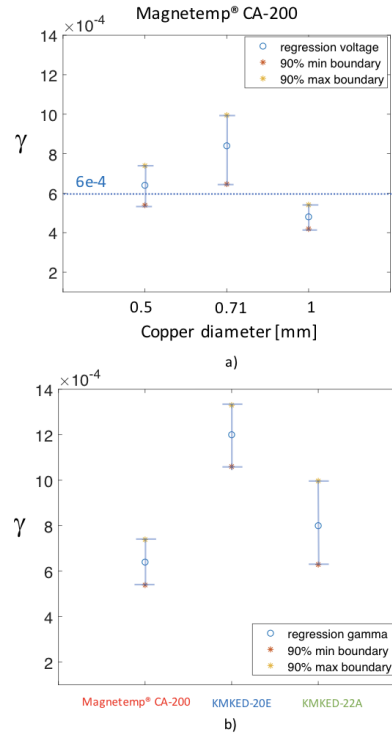 Magnetemp® CA-200
×10⁻⁴
14
12
10
8
6
4
2
γ
6e-4
regression voltage
90% min boundary
90% max boundary
0.5 0.71 1
Copper diameter [mm]
a)
×10⁻⁴
14
12
10
8
6
4
2
γ
regression gamma
90% min boundary
90% max boundary
Magnetemp® CA-200 KMKED-20E KMKED-22A
b)